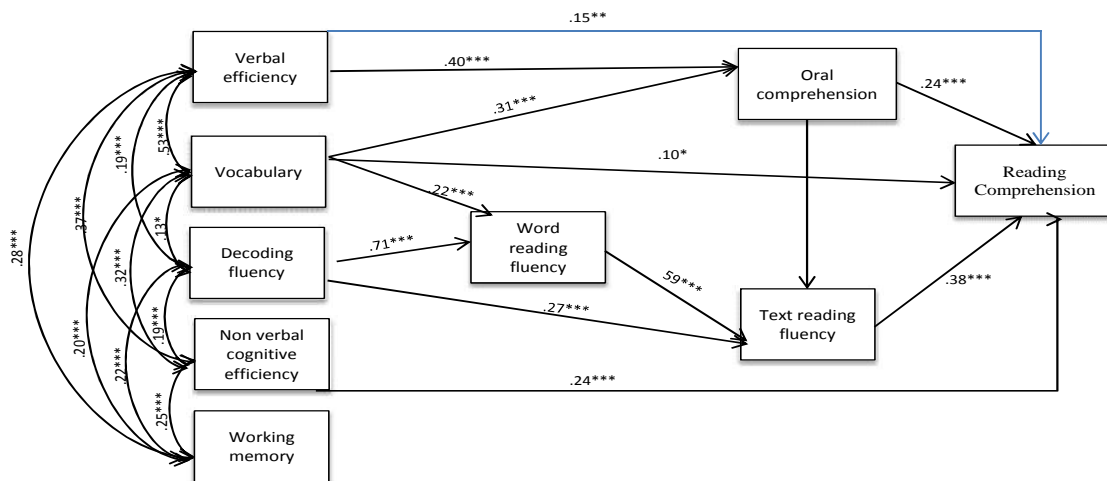 .15**
Verbal
efficiency
.40***
Oral
comprehension
.24***
.31***
.53***
.19***
Vocabulary
.10*
Reading
Comprehension
.22***
.37***
.13*
.28***
Decoding
fluency
.71***
Word
reading
fluency
.32***
.59***
.38***
.27***
Text reading
fluency
.19***
.20***
.22***
Non verbal
cognitive
efficiency
.24***
.25***
Working
memory